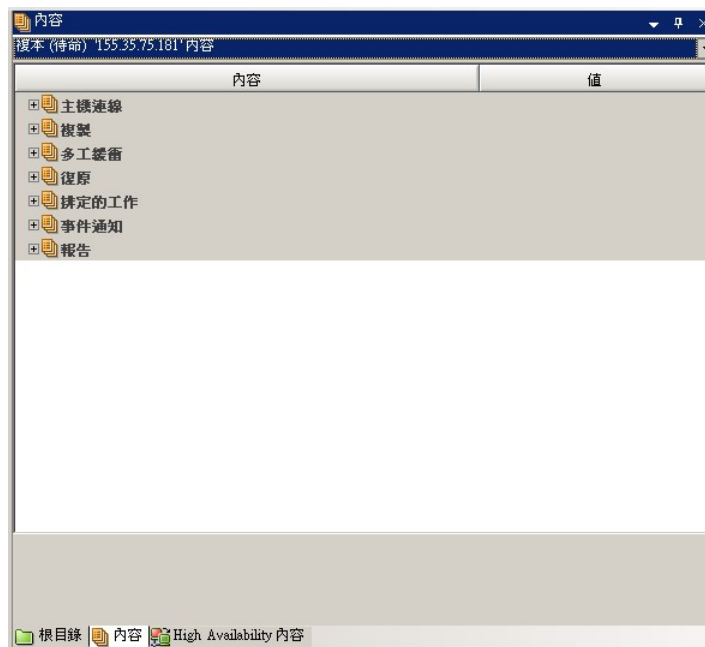 內容
複本 (待命) '155.35.75.181' 內容
內容 值
主機連線
複製
多工緩衝
復原
排定的工作
事件通知
報告
根目錄 內容 High Availability 內容